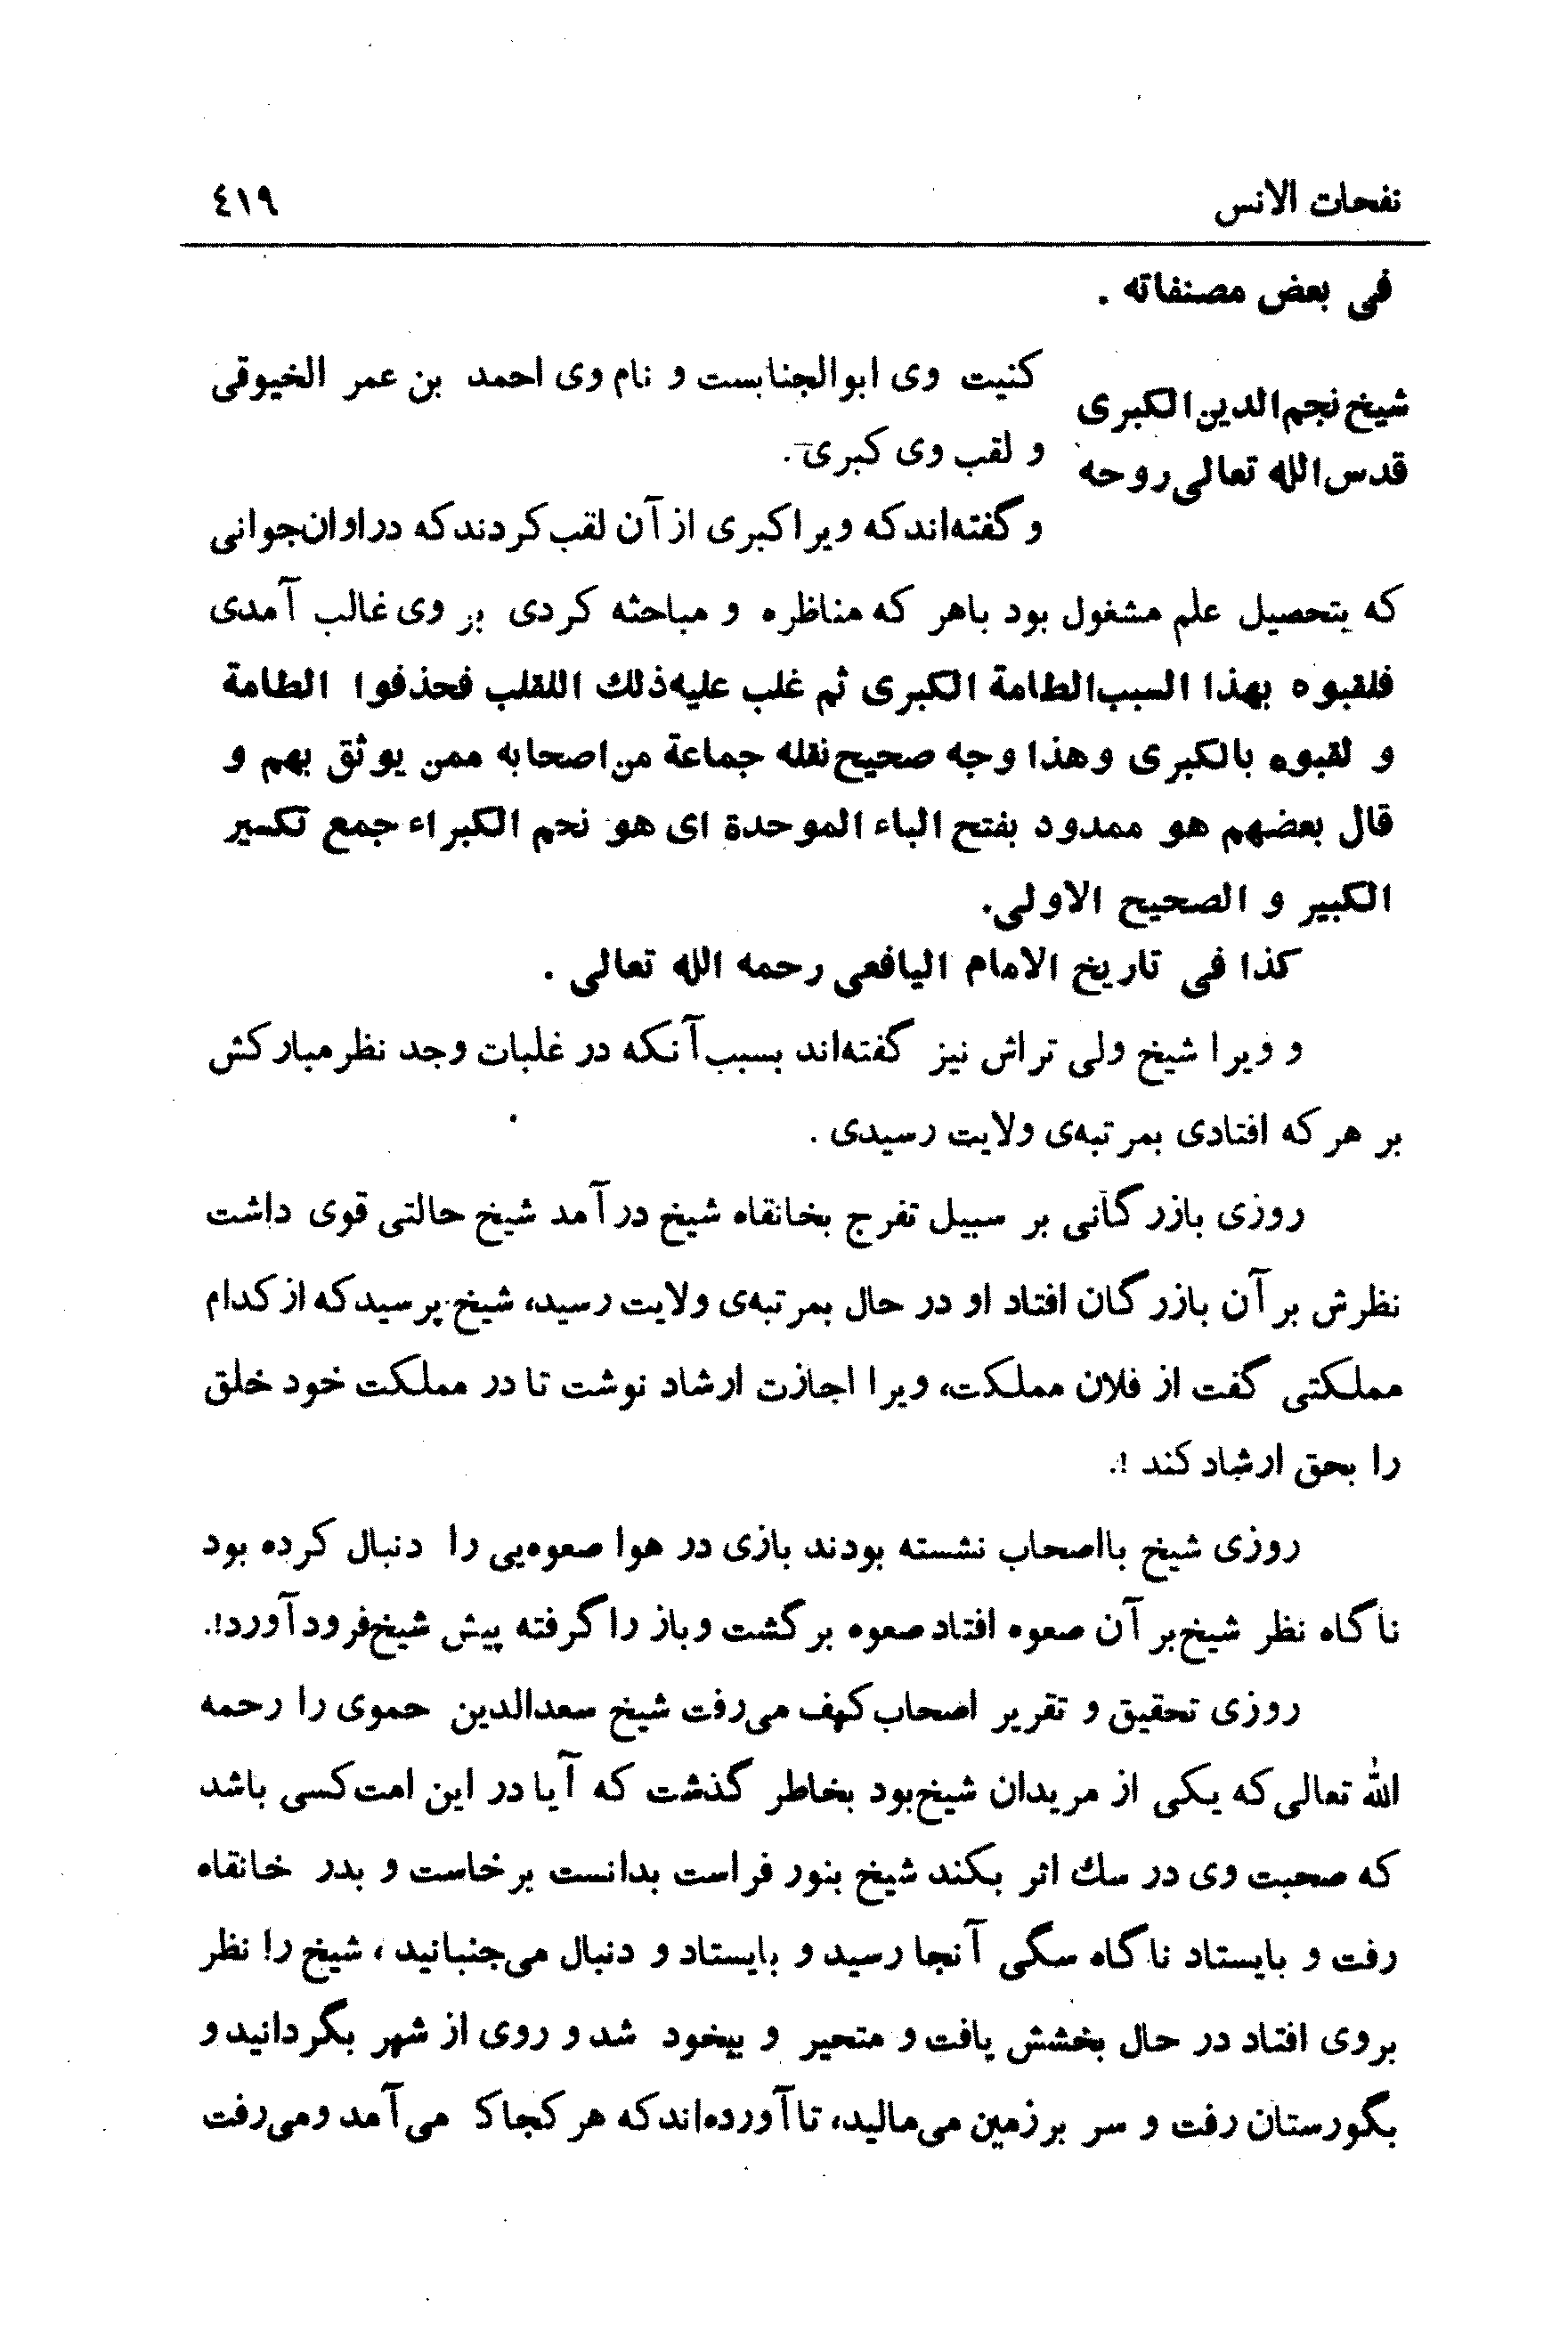 نفحات الانس ٤١٩
فی بعض مصنفاته .
شیخ نجم‌الدین الکبری
قدس الله تعالی روحه
کنیت وی ابوالجنابست و نام وی احمد بن عمر الخیوقی
و لقب وی کبری .
و گفته‌اند که ویرا کبری از آن لقب کردند که در اوان جوانی
که بتحصیل علم مشغول بود باهر که مناظره و مباحثه کردی بر وی غالب آمدی
فلقبوه بهذا السبب الطامة الکبری ثم غلب علیه ذلك اللقلب فحذفوا الطامة
و لقبوه بالکبری وهذا وجه صحیح نقله جماعة من اصحابه ممن یوثق بهم و
قال بعضهم هو ممدود بفتح الباء الموحدة ای هو نحم الکبراء جمع تکسیر
الکبیر و الصحیح الاولی.
کذا فی تاریخ الامام الیافعی رحمه الله تعالی .
و ویرا شیخ ولی تراش نیز گفته‌اند بسبب آنکه در غلبات وجد نظر مبارکش
بر هر که افتادی بمرتبه‌ی ولایت رسیدی .
روزی بازرگانی بر سبیل تفرج بخانقاه شیخ در آمد شیخ حالتی قوی داشت
نظرش بر آن بازرگان افتاد او در حال بمرتبه‌ی ولایت رسید، شیخ پرسید که از کدام
مملکتی گفت از فلان مملکت، ویرا اجازت ارشاد نوشت تا در مملکت خود خلق
را بحق ارشاد کند !.
روزی شیخ بااصحاب نشسته بودند بازی در هوا صعوه‌یی را دنبال کرده بود
ناگاه نظر شیخ بر آن صعوه افتاد صعوه برگشت و باز را گرفته پیش شیخ فرود آورد!.
روزی تحقیق و تقریر اصحاب کهف می‌رفت شیخ سعدالدین حموی را رحمه
الله تعالی که یکی از مریدان شیخ بود بخاطر گذشت که آیا در این امت کسی باشد
که صحبت وی در سك اثر بکند شیخ بنور فراست بدانست برخاست و بدر خانقاه
رفت و بایستاد ناگاه سگی آنجا رسید و بایستاد و دنبال می‌جنبانید ، شیخ را نظر
بروی افتاد در حال بخشش یافت و متحیر و بیخود شد و روی از شهر بگردانید و
بگورستان رفت و سر بر زمین می‌مالید، تا آورده‌اند که هر کجا ک می‌آمد و می‌رفت